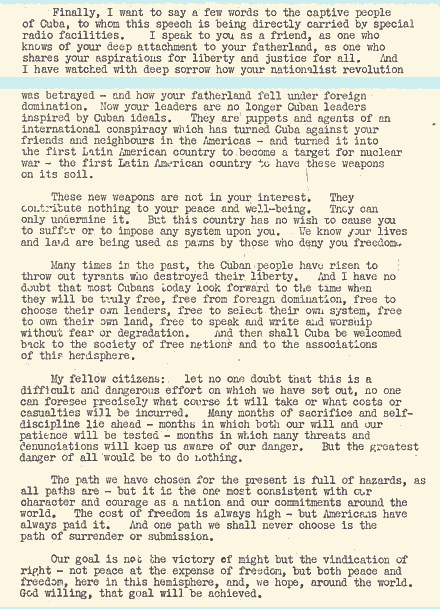 Finally, I want to say a few words to the captive people
of Cuba, to whom this speech is being directly carried by special
radio facilities. I speak to you as a friend, as one who
knows of your deep attachment to your fatherland, as one who
shares your aspirations for liberty and justice for all. And
I have watched with deep sorrow how your nationalist revolution
was betrayed - and how your fatherland fell under foreign
domination. Now your leaders are no longer Cuban leaders
inspired by Cuban ideals. They are puppets and agents of an
international conspiracy which has turned Cuba against your
friends and neighbours in the Americas - and turned it into
the first Latin American country to become a target for nuclear
war - the first Latin American country to have these weapons
on its soil.
These new weapons are not in your interest. They
contribute nothing to your peace and well-being. They can
only undermine it. But this country has no wish to cause you
to suffer or to impose any system upon you. We know your lives
and land are being used as pawns by those who deny you freedom.
Many times in the past, the Cuban people have risen to
throw out tyrants who destroyed their liberty. And I have no
doubt that most Cubans today look forward to the time when
they will be truly free, free from foreign domination, free to
choose their own leaders, free to select their own system, free
to own their own land, free to speak and write and worship
without fear or degradation. And then shall Cuba be welcomed
back to the society of free nations and to the associations
of this hemisphere.
My fellow citizens: let no one doubt that this is a
difficult and dangerous effort on which we have set out, no one
can foresee precisely what course it will take or what costs or
casualties will be incurred. Many months of sacrifice and self-
discipline lie ahead - months in which both our will and our
patience will be tested - months in which many threats and
denunciations will keep us aware of our danger. But the greatest
danger of all would be to do nothing.
The path we have chosen for the present is full of hazards, as
all paths are - but it is the one most consistent with our
character and courage as a nation and our commitments around the
world. The cost of freedom is always high - but Americans have
always paid it. And one path we shall never choose is the
path of surrender or submission.
Our goal is not the victory of might but the vindication of
right - not peace at the expense of freedom, but both peace and
freedom, here in this hemisphere, and, we hope, around the world.
God willing, that goal will be achieved.